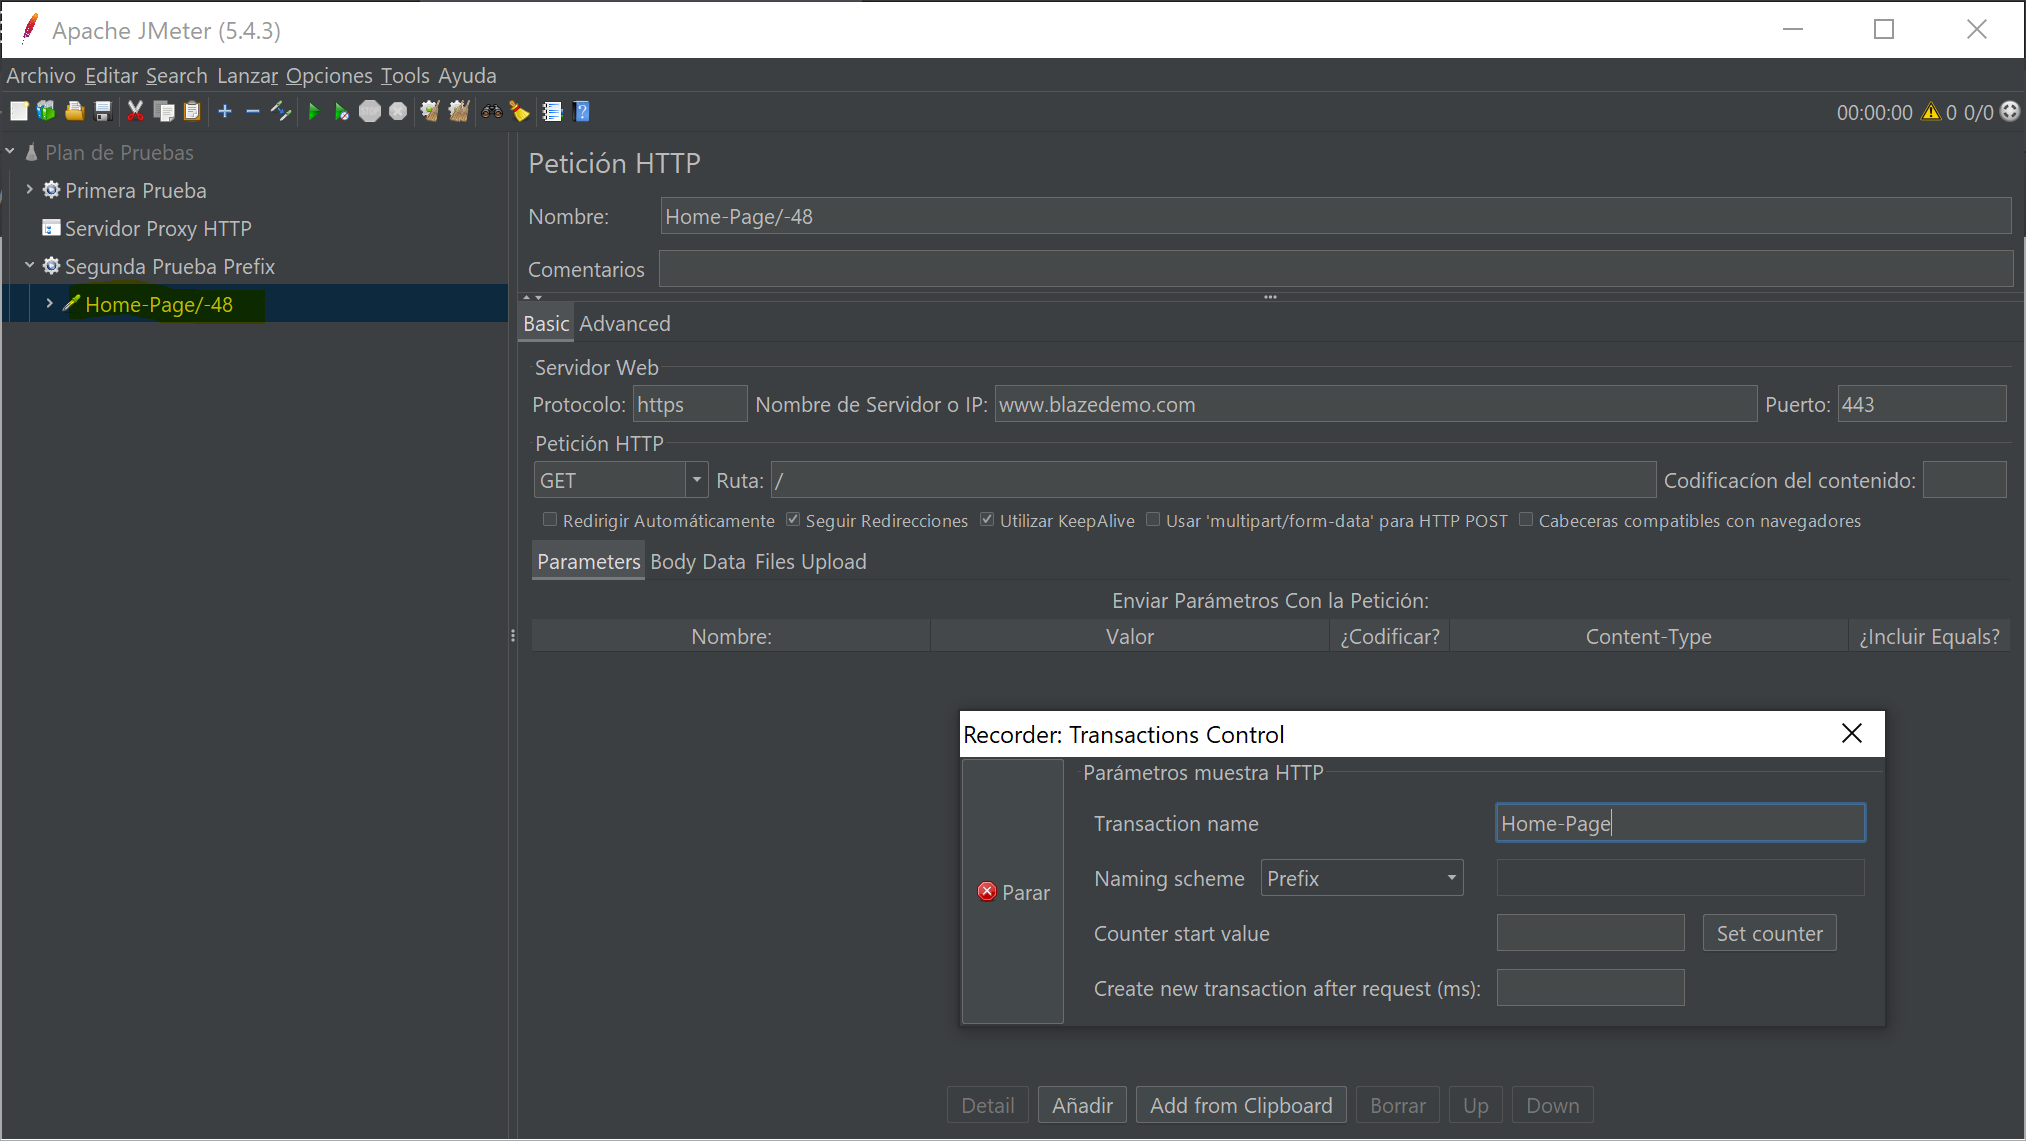 Apache JMeter (5.4.3)
Archivo Editar Search Lanzar Opciones Tools Ayuda
00:00:00 0 0/0
Plan de Pruebas
Primera Prueba
Servidor Proxy HTTP
Segunda Prueba Prefix
Home-Page/-48
Petición HTTP
Nombre: Home-Page/-48
Comentarios
Basic Advanced
Servidor Web
Protocolo: https Nombre de Servidor o IP: www.blazedemo.com Puerto: 443
Petición HTTP
GET Ruta: / Codificacíon del contenido:
Redirigir Automáticamente Seguir Redirecciones Utilizar KeepAlive Usar 'multipart/form-data' para HTTP POST Cabeceras compatibles con navegadores
Parameters Body Data Files Upload
Enviar Parámetros Con la Petición:
Nombre: Valor ¿Codificar? Content-Type ¿Incluir Equals?
Recorder: Transactions Control
Parar
Parámetros muestra HTTP
Transaction name Home-Page
Naming scheme Prefix
Counter start value Set counter
Create new transaction after request (ms):
Detail Añadir Add from Clipboard Borrar Up Down